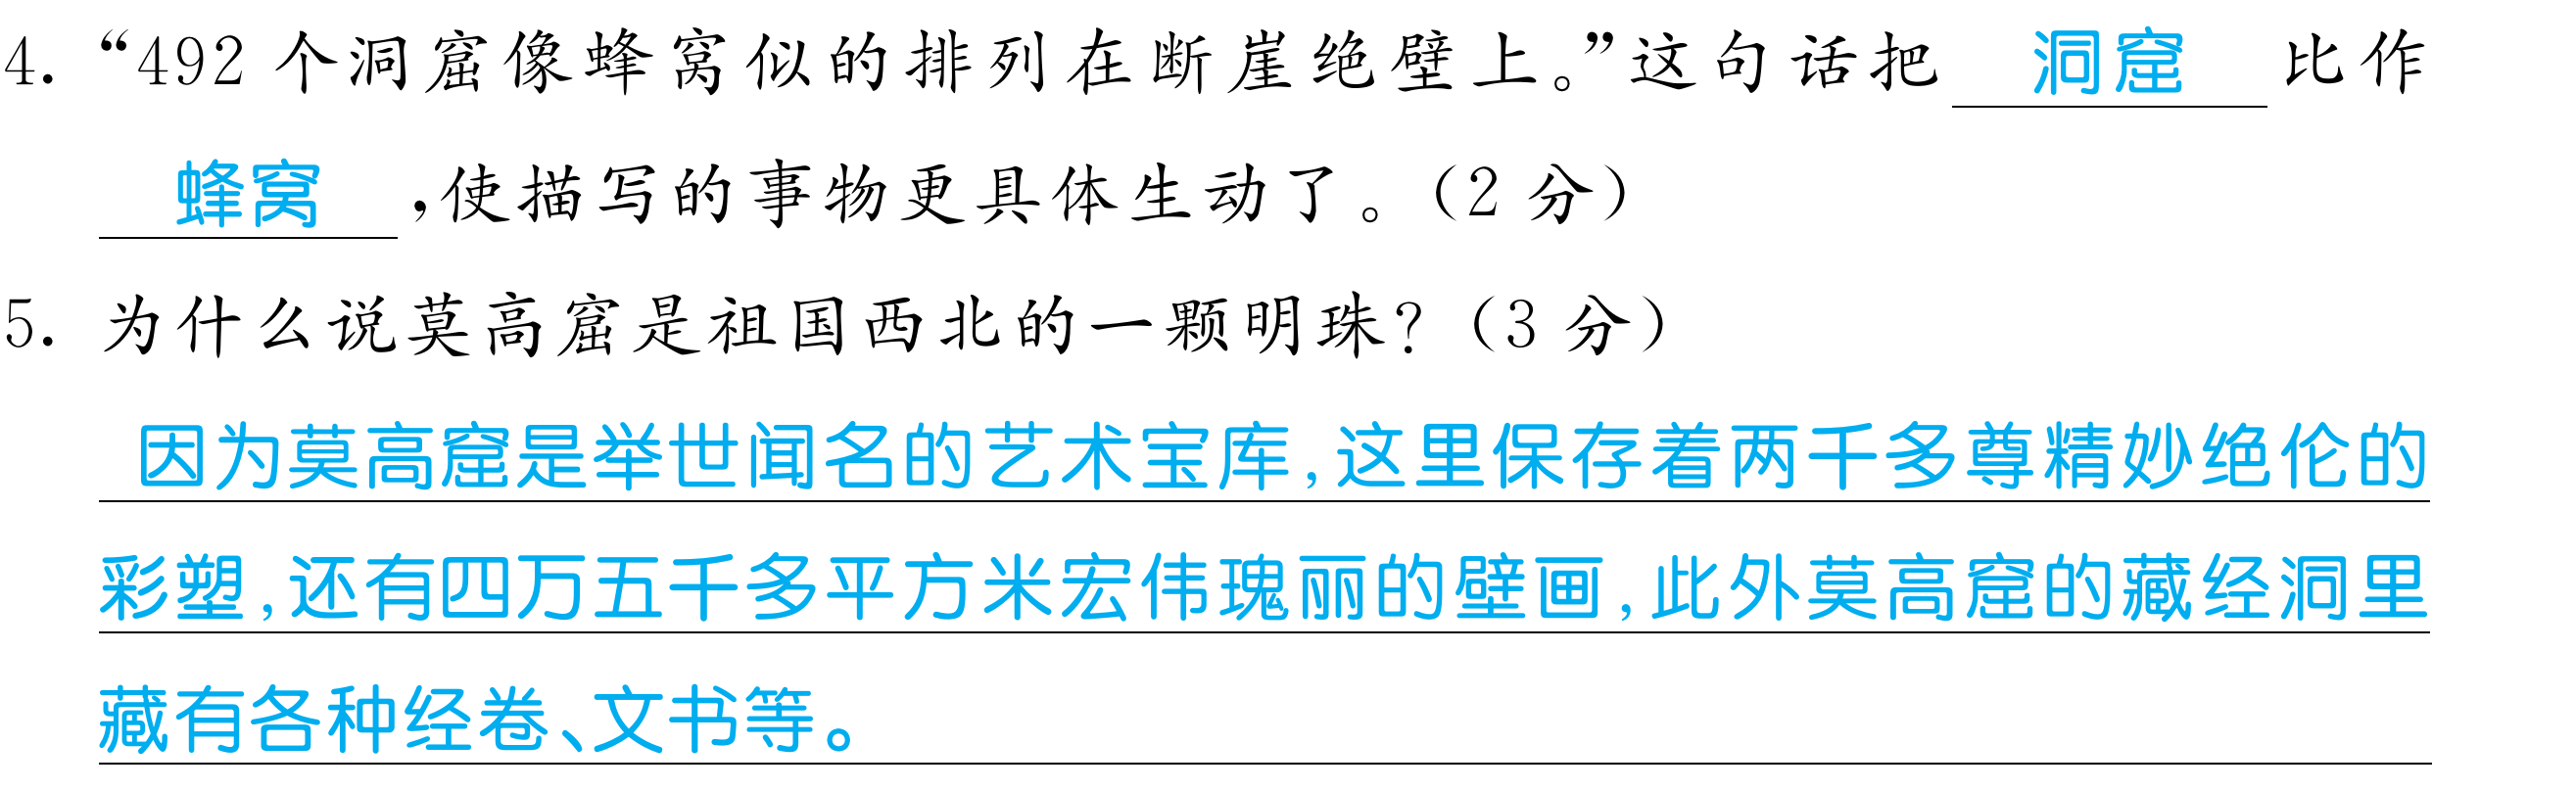 4. “492 个洞窟像蜂窝似的排列在断崖绝壁上。”这句话把 洞窟 比作
蜂窝 ,使描写的事物更具体生动了。(2 分)
5. 为什么说莫高窟是祖国西北的一颗明珠?(3 分)
因为莫高窟是举世闻名的艺术宝库,这里保存着两千多尊精妙绝伦的
彩塑,还有四万五千多平方米宏伟瑰丽的壁画,此外莫高窟的藏经洞里
藏有各种经卷、文书等。